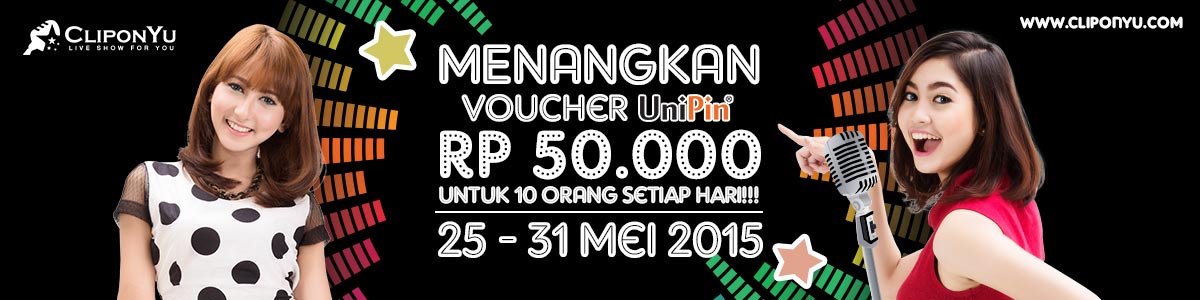 CLIPONYU
LIVE SHOW FOR YOU
WWW.CLIPONYU.COM
MENANGKAN
VOUCHER UniPin®
RP 50.000
UNTUK 10 ORANG SETIAP HARI!!!
25 - 31 MEI 2015